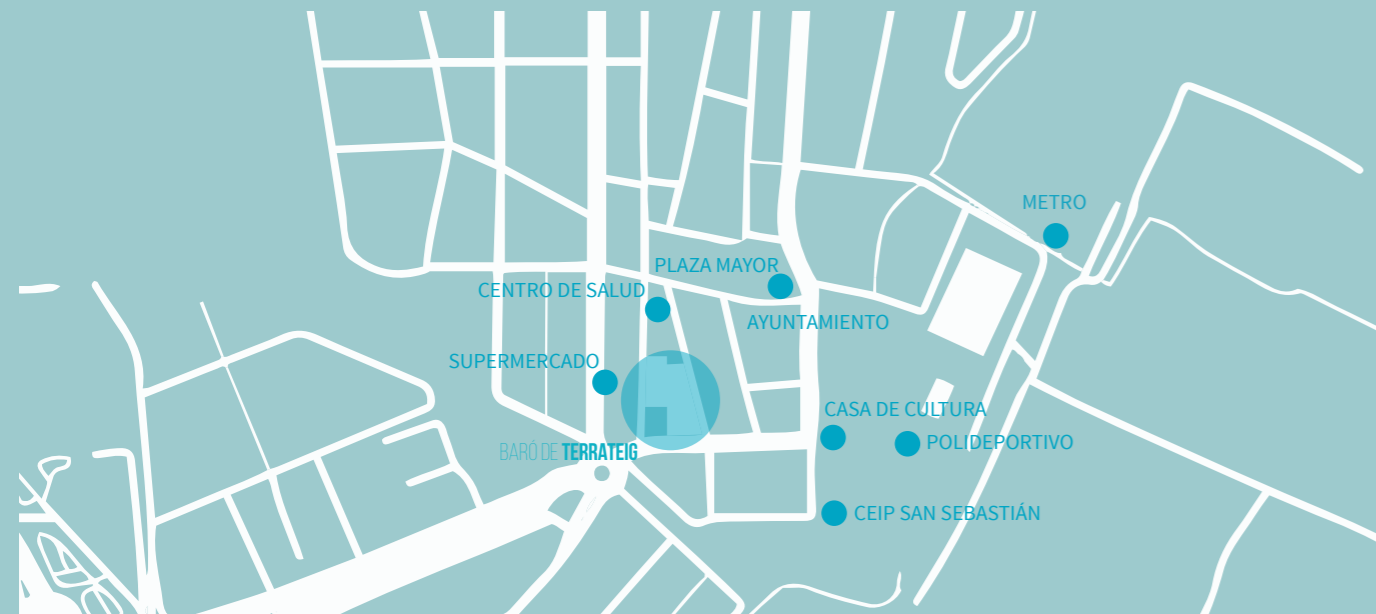 METRO
PLAZA MAYOR
CENTRO DE SALUD
AYUNTAMIENTO
SUPERMERCADO
CASA DE CULTURA
POLIDEPORTIVO
BARÓ DE TERRATEIG
CEIP SAN SEBASTIÁN